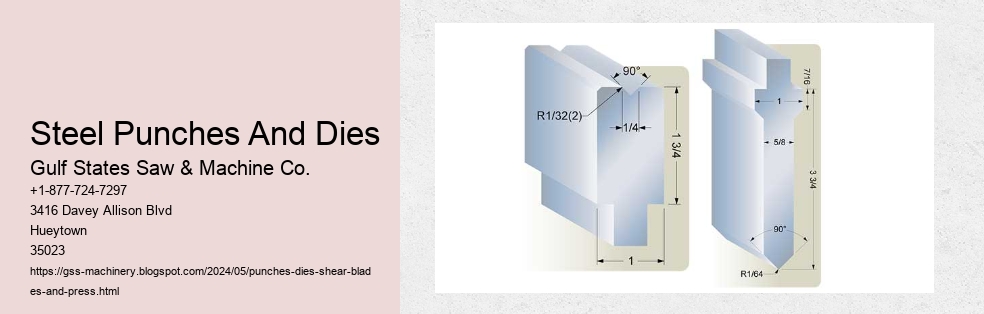 Steel Punches And Dies
Gulf States Saw & Machine Co.
+1-877-724-7297
3416 Davey Allison Blvd
Hueytown
35023
https://gss-machinery.blogspot.com/2024/05/punches-dies-shear-blad
es-and-press.html
90°
R1/32(2)
1/4
1 3/4
1
7/16
1
5/8
3 3/4
90°
R1/64